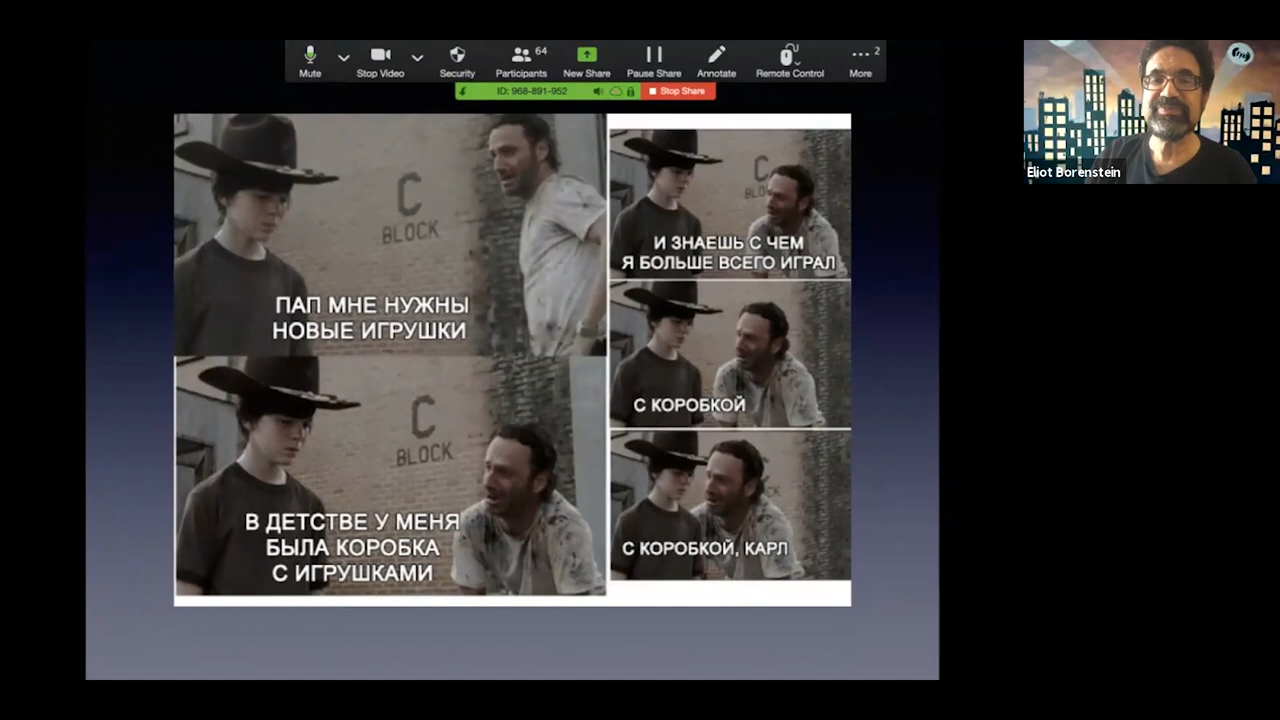 64
2
Mute
Stop Video
Security
Participants
New Share
Pause Share
Annotate
Remote Control
More
ID: 968-891-952
Stop Share
Eliot Borenstein
C
BLOCK
ПАП МНЕ НУЖНЫ
НОВЫЕ ИГРУШКИ
C
BLOCK
В ДЕТСТВЕ У МЕНЯ
БЫЛА КОРОБКА
С ИГРУШКАМИ
C
И ЗНАЕШЬ С ЧЕМ
Я БОЛЬШЕ ВСЕГО ИГРАЛ
С КОРОБКОЙ
С КОРОБКОЙ, КАРЛ